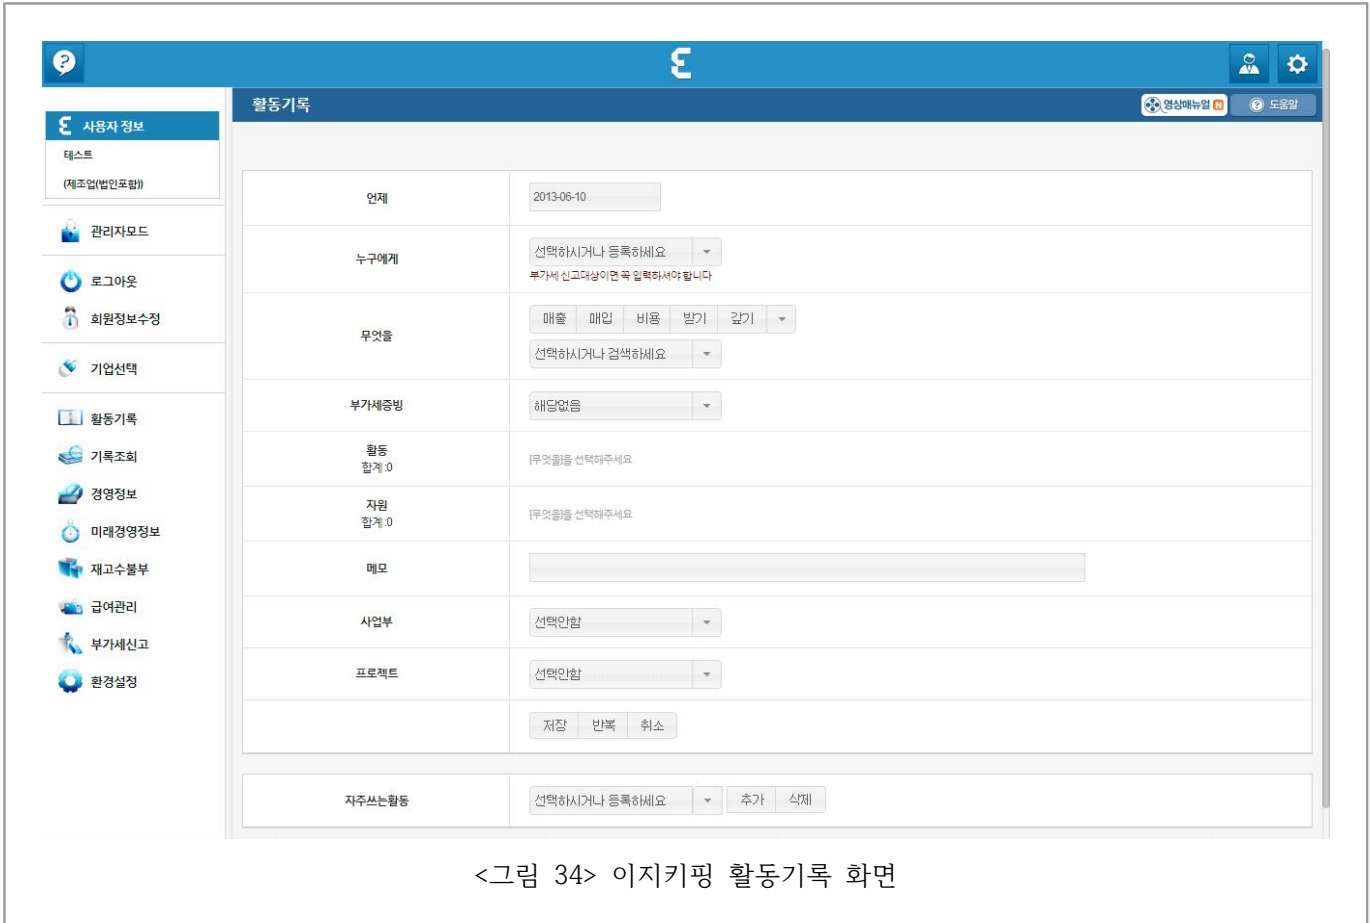 활동기록
영상매뉴얼 N
도움말
사용자 정보
테스트
(제조업(법인포함))
관리자모드
로그아웃
회원정보수정
기업선택
활동기록
기록조회
경영정보
미래경영정보
재고수불부
급여관리
부가세신고
환경설정
언제
2013-06-10
누구에게
선택하시거나 등록하세요
부가세 신고대상이면 꼭 입력하셔야 합니다
무엇을
매출 매입 비용 받기 갚기
선택하시거나 검색하세요
부가세증빙
해당없음
활동
합계:0
[무엇을]을 선택해주세요
자원
합계:0
[무엇을]을 선택해주세요
메모
사업부
선택안함
프로젝트
선택안함
저장 반복 취소
자주쓰는활동
선택하시거나 등록하세요
추가 삭제
<그림 34> 이지키핑 활동기록 화면